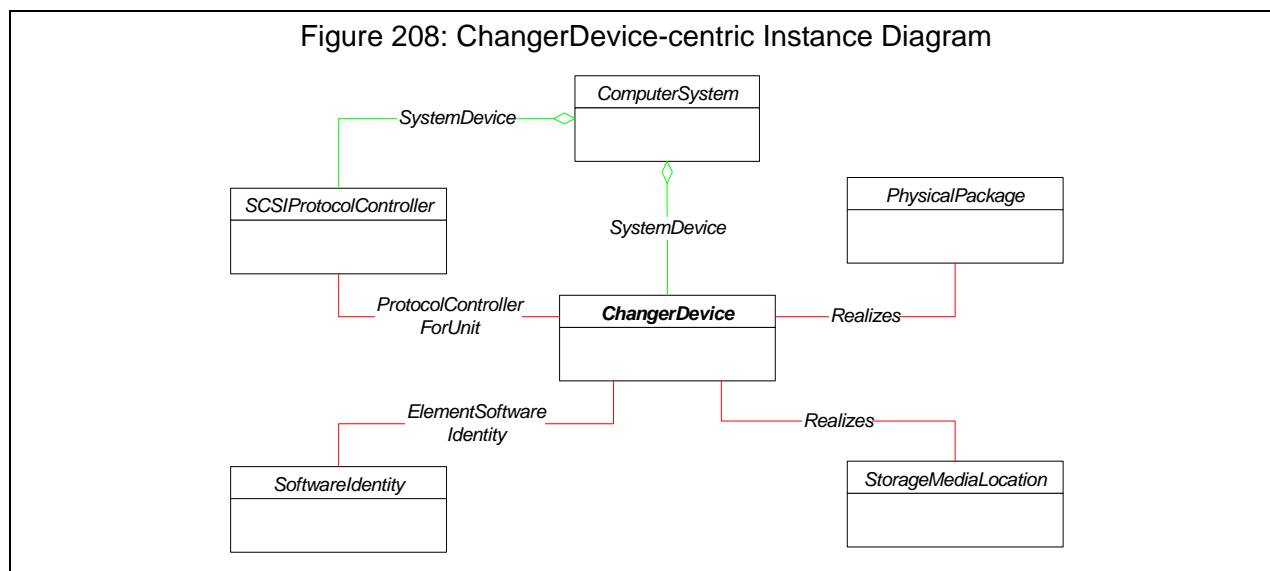 Figure 208: ChangerDevice-centric Instance Diagram
ComputerSystem
SystemDevice
SCSIProtocolController
PhysicalPackage
SystemDevice
ProtocolController
ForUnit
ChangerDevice
Realizes
ElementSoftware
Identity
Realizes
SoftwareIdentity
StorageMediaLocation